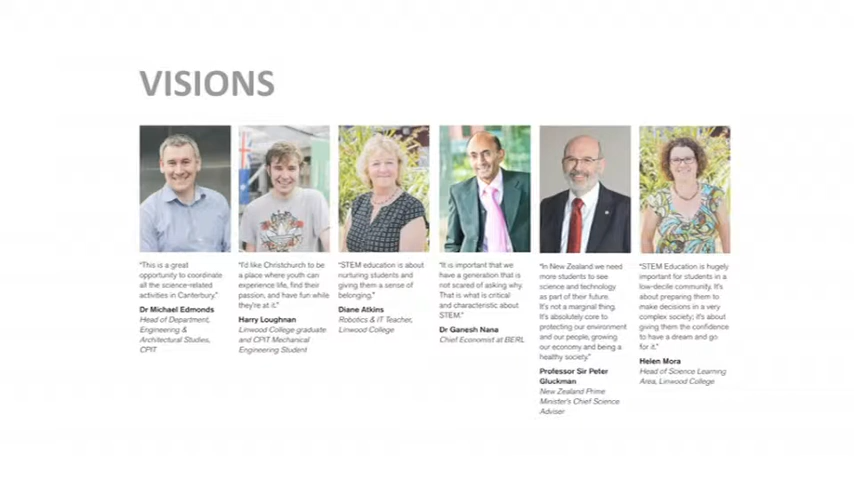 VISIONS
"This is a great
opportunity to coordinate
all the science-related
activities in Canterbury."
Dr Michael Edmonds
Head of Department,
Engineering &
Architectural Studies,
CPIT
"I'd like Christchurch to be
a place where youth can
experience life, find their
passion, and have fun while
they're at it."
Harry Loughnan
Linwood College graduate
and CPIT Mechanical
Engineering Student
"STEM education is about
nurturing students and
giving them a sense of
belonging."
Diane Atkins
Robotics & IT Teacher,
Linwood College
"It is important that we
have a generation that is
not scared of asking why.
That is what is critical
and characteristic about
STEM."
Dr Ganesh Nana
Chief Economist at BERL
"In New Zealand we need
more students to see
science and technology
as part of their future.
It's not a marginal thing.
It's absolutely core to
protecting our environment
and our people, growing
our economy and being a
healthy society."
Professor Sir Peter
Gluckman
New Zealand Prime
Minister's Chief Science
Adviser
"STEM Education is hugely
important for students in a
low-decile community. It's
about preparing them to
make decisions in a very
complex society; it's about
giving them the confidence
to have a dream and go
for it."
Helen Mora
Head of Science Learning
Area, Linwood College